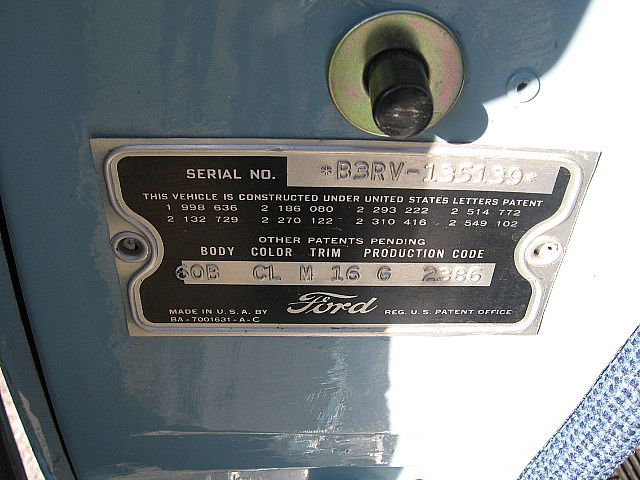 SERIAL NO. *B3RV-135139*
THIS VEHICLE IS CONSTRUCTED UNDER UNITED STATES LETTERS PATENT
1 998 636 2 186 080 2 293 222 2 514 772
2 132 729 2 270 122 2 310 416 2 549 102
OTHER PATENTS PENDING
BODY COLOR TRIM PRODUCTION CODE
60B CL M 16 G 2386
MADE IN U.S.A. BY Ford REG. U.S. PATENT OFFICE
BA-7001631-A-C